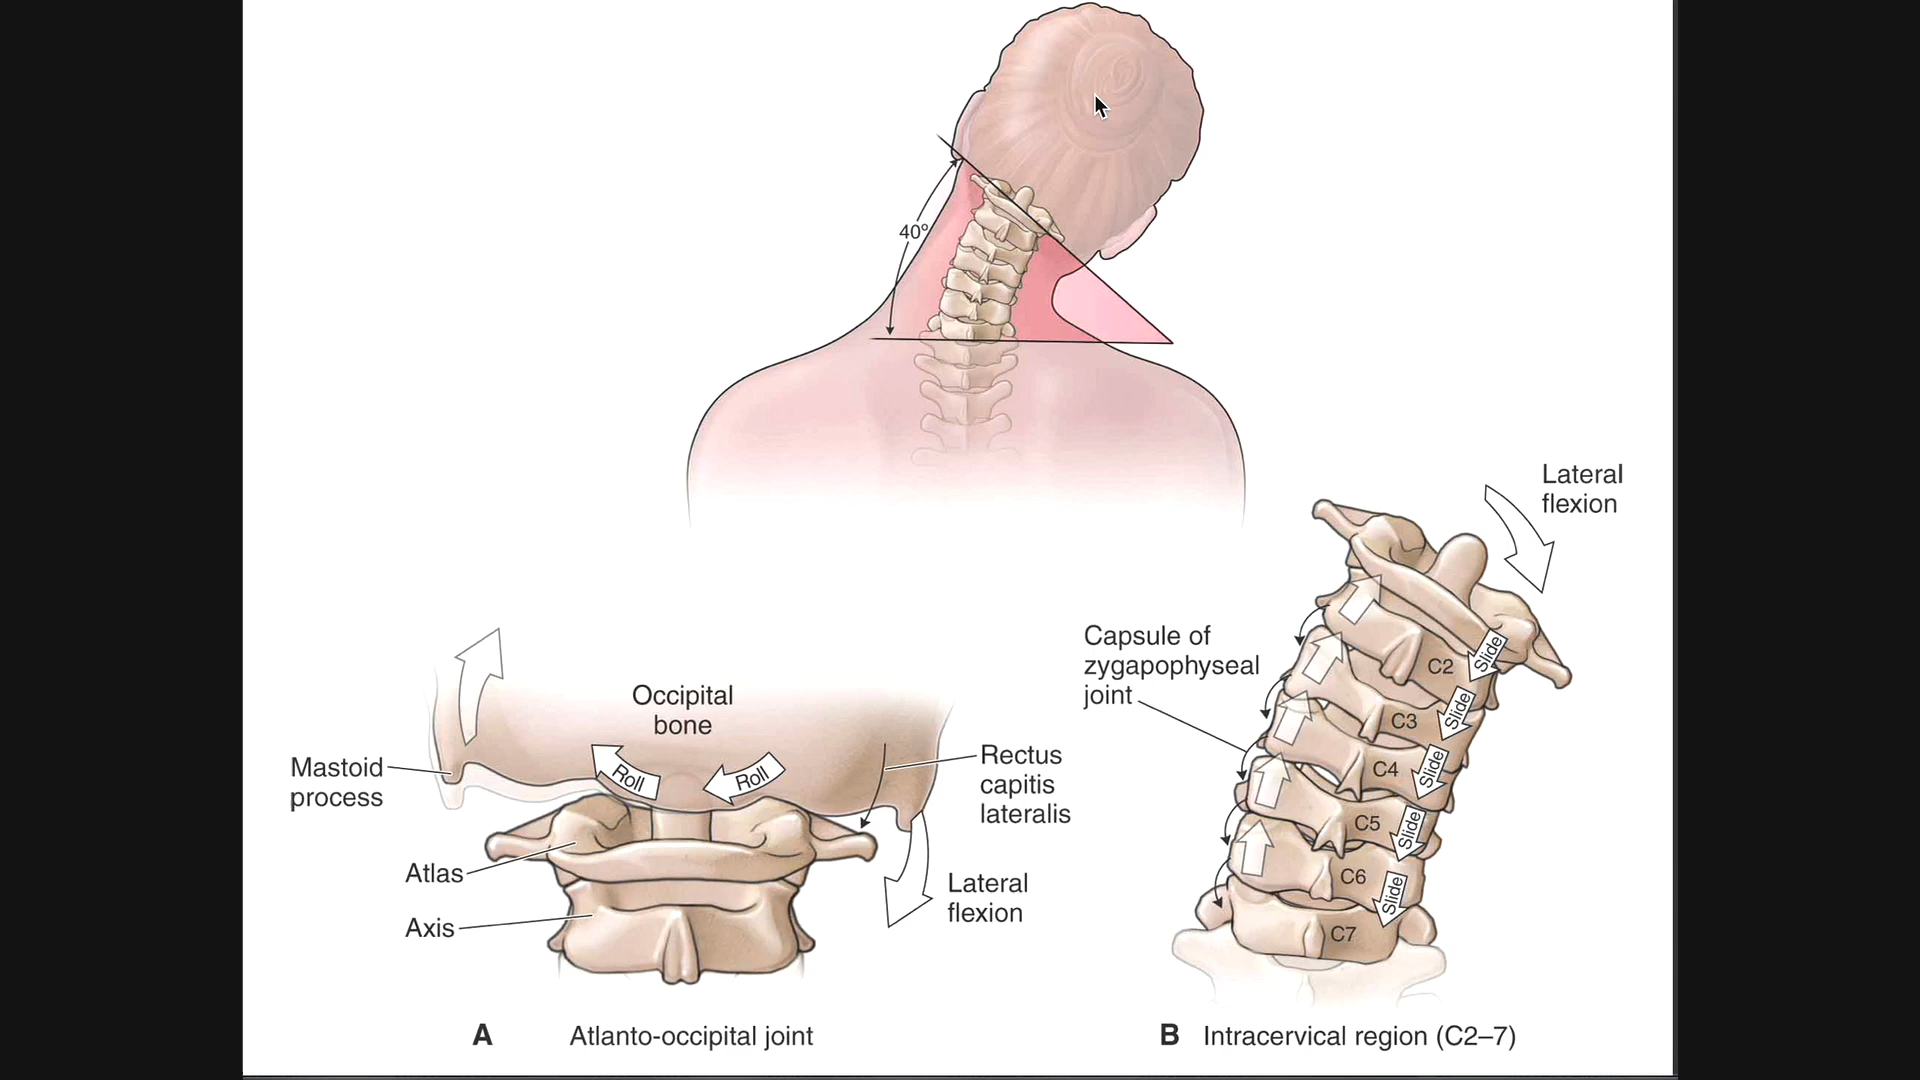 40°
Lateral
flexion
Capsule of
zygapophyseal
joint
Slide
C2
Slide
C3
Slide
C4
Slide
C5
Slide
C6
C7
Occipital
bone
Roll
Roll
Mastoid
process
Rectus
capitis
lateralis
Atlas
Axis
Lateral
flexion
A Atlanto-occipital joint
B Intracervical region (C2–7)